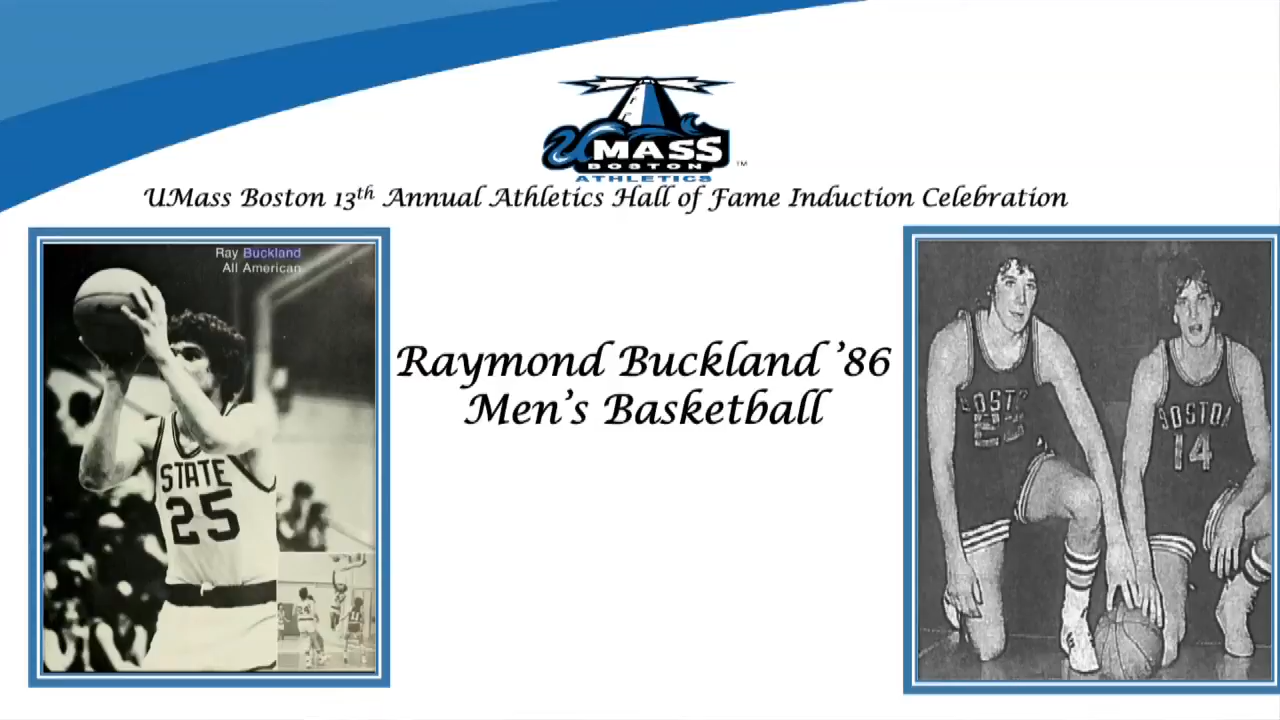 UMASS
BOSTON
ATHLETICS
™
UMass Boston 13th Annual Athletics Hall of Fame Induction Celebration
Ray Buckland
All American
STATE
25
Raymond Buckland ’86
Men’s Basketball
BOSTON
14